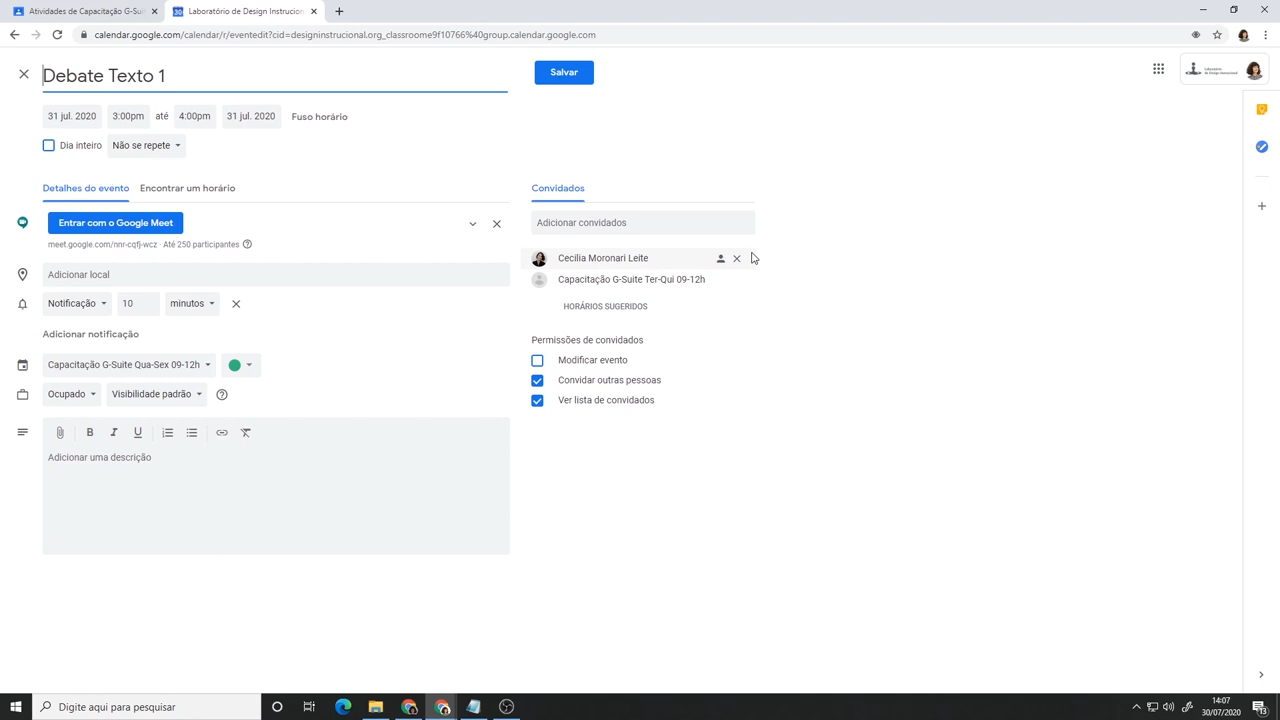 Atividades de Capacitação G-Suit
Laboratório de Design Instrucion
calendar.google.com/calendar/r/eventedit?cid=designinstrucional.org_classroome9f10766%40group.calendar.google.com
Debate Texto 1
Salvar
31 jul. 2020
3:00pm
até
4:00pm
31 jul. 2020
Fuso horário
Dia inteiro
Não se repete
Detalhes do evento
Encontrar um horário
Convidados
Entrar com o Google Meet
meet.google.com/nnr-cqfj-wcz · Até 250 participantes
Adicionar convidados
Cecilia Moronari Leite
Capacitação G-Suite Ter-Qui 09-12h
HORÁRIOS SUGERIDOS
Adicionar local
Notificação
10
minutos
Adicionar notificação
Permissões de convidados
Modificar evento
Convidar outras pessoas
Ver lista de convidados
Capacitação G-Suite Qua-Sex 09-12h
Ocupado
Visibilidade padrão
B I U
Adicionar uma descrição
Digite aqui para pesquisar
14:07
30/07/2020